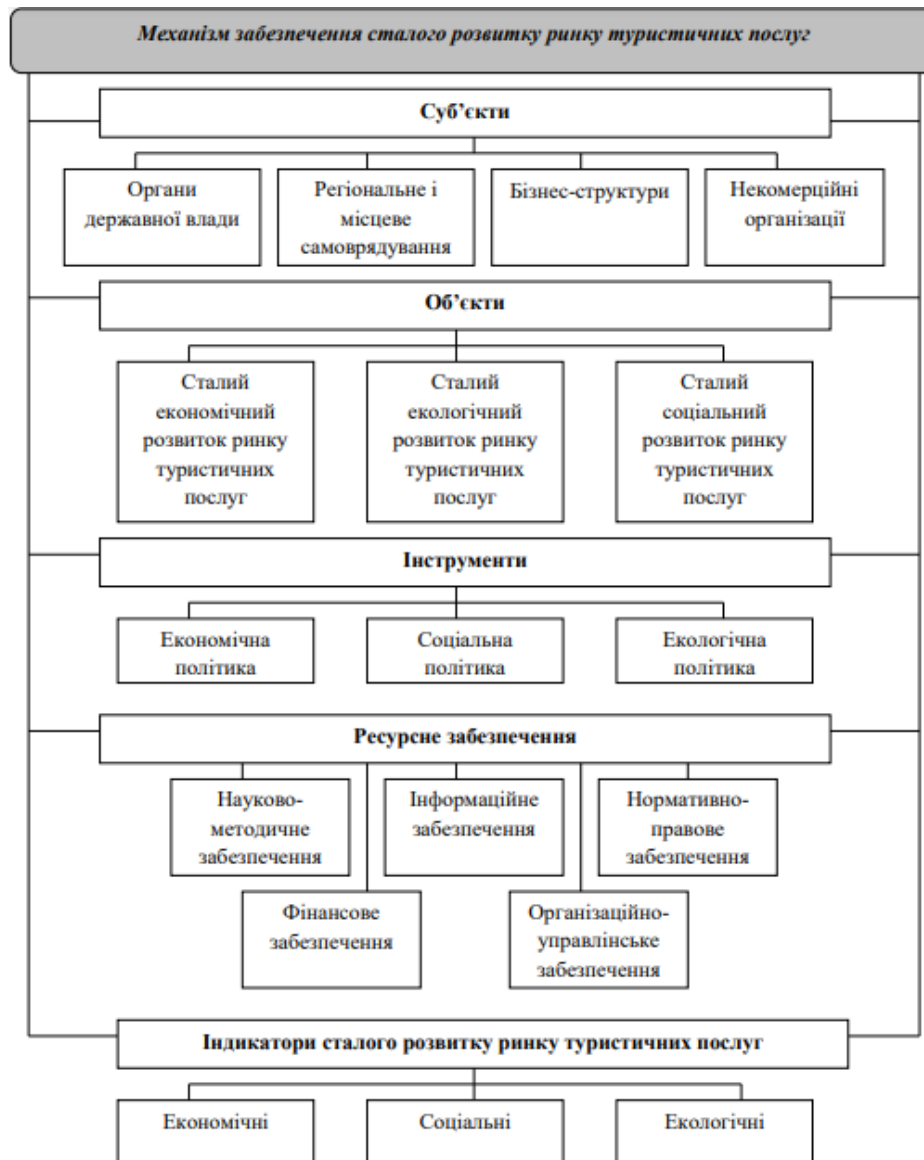 Механізм забезпечення сталого розвитку ринку туристичних послуг
Суб’єкти
Органи
державної влади
Регіональне і
місцеве
самоврядування
Бізнес-структури
Некомерційні
організації
Об’єкти
Сталий
економічний
розвиток ринку
туристичних
послуг
Сталий
екологічний
розвиток ринку
туристичних
послуг
Сталий
соціальний
розвиток ринку
туристичних
послуг
Інструменти
Економічна
політика
Соціальна
політика
Екологічна
політика
Ресурсне забезпечення
Науково-
методичне
забезпечення
Інформаційне
забезпечення
Нормативно-
правове
забезпечення
Фінансове
забезпечення
Організаційно-
управлінське
забезпечення
Індикатори сталого розвитку ринку туристичних послуг
Економічні
Соціальні
Екологічні